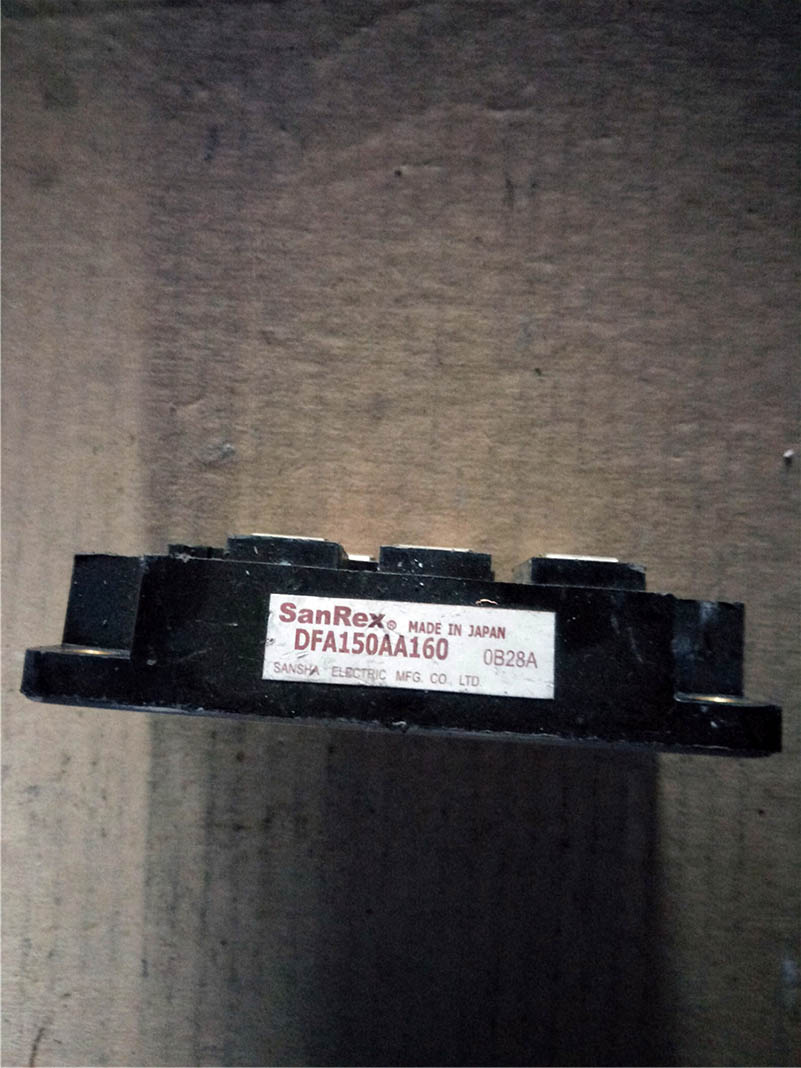 SanRex® MADE IN JAPAN
DFA150AA160 0B28A
SANSHA ELECTRIC MFG. CO., LTD.